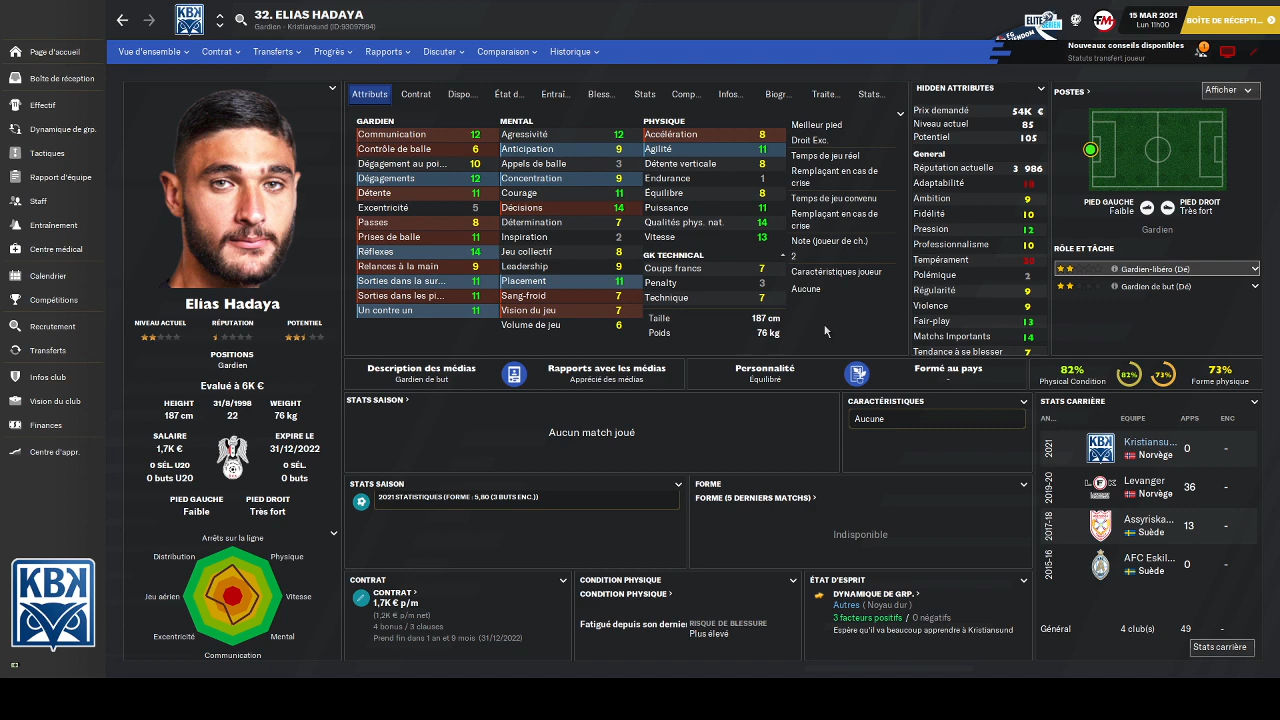 32. ELIAS HADAYA
Gardien - Kristiansund (ID-93097994)
15 MAR 2021
Lun 11h00
BOÎTE DE RÉCEPTI...
Vue d'ensemble
Contrat
Transferts
Progrès
Rapports
Discuter
Comparaison
Historique
Nouveaux conseils disponibles
Statuts transfert joueur
Page d'accueil
Boîte de réception
Effectif
Dynamique de grp.
Tactiques
Rapport d'équipe
Staff
Entraînement
Centre médical
Calendrier
Compétitions
Recrutement
Transferts
Infos club
Vision du club
Finances
Centre d'appr.
KBK
Elias Hadaya
NIVEAU ACTUEL
RÉPUTATION
POTENTIEL
POSITIONS
Gardien
Evalué à 6K €
HEIGHT
187 cm
31/8/1998
22
WEIGHT
76 kg
SALAIRE
1,7K €
EXPIRE LE
31/12/2022
0 SÉL. U20
0 buts U20
0 SÉL.
0 buts
PIED GAUCHE
Faible
PIED DROIT
Très fort
Arrêts sur la ligne
Distribution
Physique
Jeu aérien
Vitesse
Excentricité
Mental
Communication
Attributs
Contrat
Dispo...
État d...
Entraî...
Bless...
Stats
Comp...
Infos...
Biogr...
Traite...
Stats...
GARDIEN
Communication 12
Contrôle de balle 6
Dégagement au poi... 10
Dégagements 12
Détente 11
Excentricité 5
Passes 8
Prises de balle 11
Réflexes 14
Relances à la main 9
Sorties dans la sur... 11
Sorties dans les pi... 11
Un contre un 11
MENTAL
Agressivité 12
Anticipation 9
Appels de balle 3
Concentration 9
Courage 11
Décisions 14
Détermination 7
Inspiration 2
Jeu collectif 8
Leadership 9
Placement 11
Sang-froid 7
Vision du jeu 7
Volume de jeu 6
PHYSIQUE
Accélération 8
Agilité 11
Détente verticale 8
Endurance 1
Équilibre 8
Puissance 11
Qualités phys. nat. 14
Vitesse 13
GK TECHNICAL
Coups francs 7
Penalty 3
Technique 7
Taille 187 cm
Poids 76 kg
Meilleur pied
Droit Exc.
Temps de jeu réel
Remplaçant en cas de
crise
Temps de jeu convenu
Remplaçant en cas de
crise
Note (joueur de ch.)
2
Caractéristiques joueur
Aucune
HIDDEN ATTRIBUTES
Prix demandé 54K €
Niveau actuel 85
Potentiel 105
General
Réputation actuelle 3 986
Adaptabilité
Ambition 9
Fidélité 10
Pression 12
Professionnalisme 10
Tempérament
Polémique 2
Régularité 9
Violence 9
Fair-play 13
Matchs Importants 14
Tendance à se blesser 7
POSTES
Afficher
PIED GAUCHE
Faible
PIED DROIT
Très fort
Gardien
RÔLE ET TÂCHE
Gardien-libéro (Dé)
Gardien de but (Dé)
Description des médias
Gardien de but
Rapports avec les médias
Apprécié des médias
Personnalité
Équilibré
Formé au pays
-
82%
Physical Condition
82%
73%
73%
Forme physique
STATS SAISON
Aucun match joué
CARACTÉRISTIQUES
Aucune
STATS CARRIÈRE
AN... EQUIPE APPS ENC
2021 Kristiansu... Norvège 0 -
2019-20 Levanger Norvège 36 -
2017-18 Assyriska... Suède 13 -
2015-16 AFC Eskil... Suède 0 -
Général 4 club(s) 49 -
Stats carrière
STATS SAISON
2021 STATISTIQUES (FORME : 5,80 (3 BUTS ENC.))
FORME
FORME (5 DERNIERS MATCHS)
Indisponible
CONTRAT
CONTRAT
1,7K € p/m
(1,2K € p/m net)
4 bonus / 3 clauses
Prend fin dans 1 an et 9 mois (31/12/2022)
CONDITION PHYSIQUE
CONDITION PHYSIQUE
Fatigué depuis son dernie
RISQUE DE BLESSURE
Plus élevé
ÉTAT D'ESPRIT
DYNAMIQUE DE GRP.
Autres ( Noyau dur )
3 facteurs positifs / 0 négatifs
Espère qu'il va beaucoup apprendre à Kristiansund